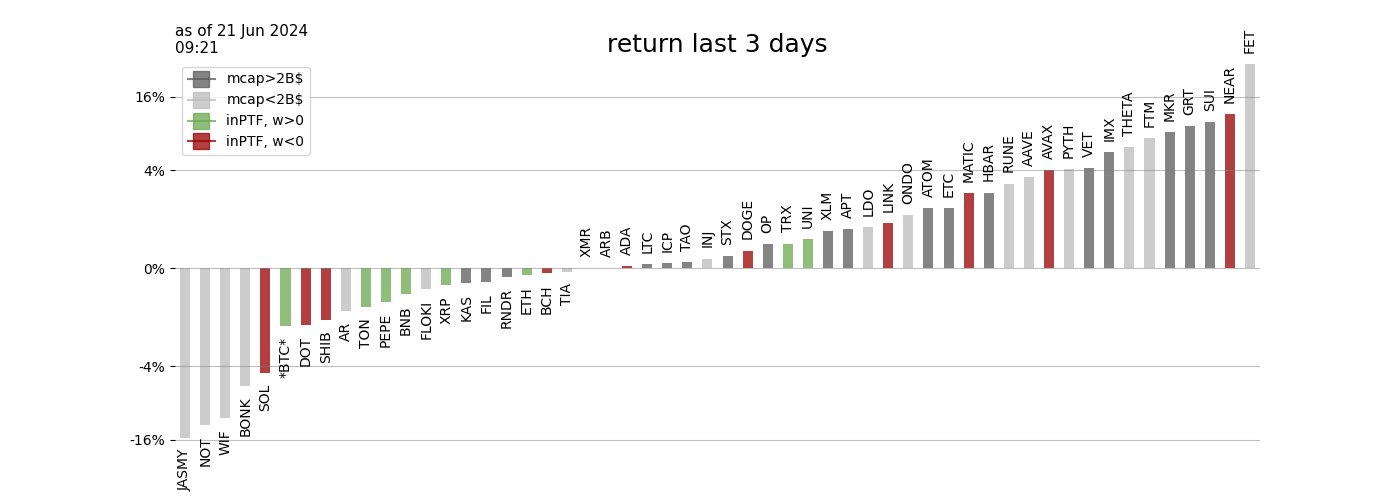 as of 21 Jun 2024
09:21
return last 3 days
mcap>2B$
mcap<2B$
inPTF, w>0
inPTF, w<0
16%
4%
0%
-4%
-16%
JASMY
NOT
WIF
BONK
SOL
*BTC*
DOT
SHIB
AR
TON
PEPE
BNB
FLOKI
XRP
KAS
FIL
RNDR
ETH
BCH
TIA
XMR
ARB
ADA
LTC
ICP
TAO
INJ
STX
DOGE
OP
TRX
UNI
XLM
APT
LDO
LINK
ONDO
ATOM
ETC
MATIC
HBAR
RUNE
AAVE
AVAX
PYTH
VET
IMX
THETA
FTM
MKR
GRT
SUI
NEAR
FET